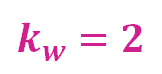 k_w = 2